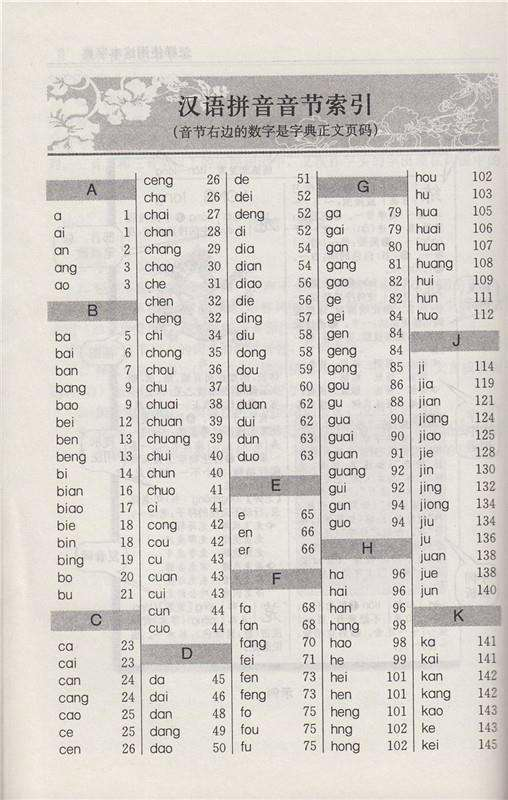 汉语拼音音节索引
(音节右边的数字是字典正文页码)
A
a 1
ai 1
an 2
ang 3
ao 3
B
ba 5
bai 6
ban 7
bang 9
bao 9
bei 12
ben 13
beng 13
bi 14
bian 16
biao 17
bie 18
bin 18
bing 19
bo 20
bu 21
C
ca 23
cai 23
can 24
cang 24
cao 25
ce 25
cen 26
ceng 26
cha 26
chai 27
chan 28
chang 29
chao 30
che 31
chen 32
cheng 32
chi 34
chong 35
chou 36
chu 37
chuai 38
chuan 39
chuang 39
chui 40
chun 40
chuo 41
ci 41
cong 42
cou 42
cu 43
cuan 43
cui 43
cun 44
cuo 44
D
da 45
dai 46
dan 48
dang 49
dao 50
de 51
dei 52
deng 52
di 52
dia 54
dian 54
diao 56
die 56
ding 57
diu 58
dong 58
dou 59
du 60
duan 62
dui 62
dun 63
duo 63
E
e 65
en 66
er 66
F
fa 68
fan 68
fang 70
fei 71
fen 73
feng 73
fo 75
fou 75
fu 75
G
ga 79
gai 79
gan 80
gang 81
gao 82
ge 82
gei 84
gen 84
geng 84
gong 85
gou 86
gu 88
gua 90
guai 90
guan 91
guang 92
gui 92
gun 94
guo 94
H
ha 96
hai 96
han 96
hang 98
hao 98
he 99
hei 101
hen 101
heng 101
hng 102
hong 102
hou 102
hu 103
hua 105
huai 106
huan 107
huang 108
hui 109
hun 111
huo 112
J
ji 114
jia 119
jian 121
jiang 124
jiao 125
jie 128
jin 130
jing 132
jiong 134
jiu 134
ju 136
juan 138
jue 138
jun 140
K
ka 141
kai 141
kan 142
kang 142
kao 143
ke 143
kei 145